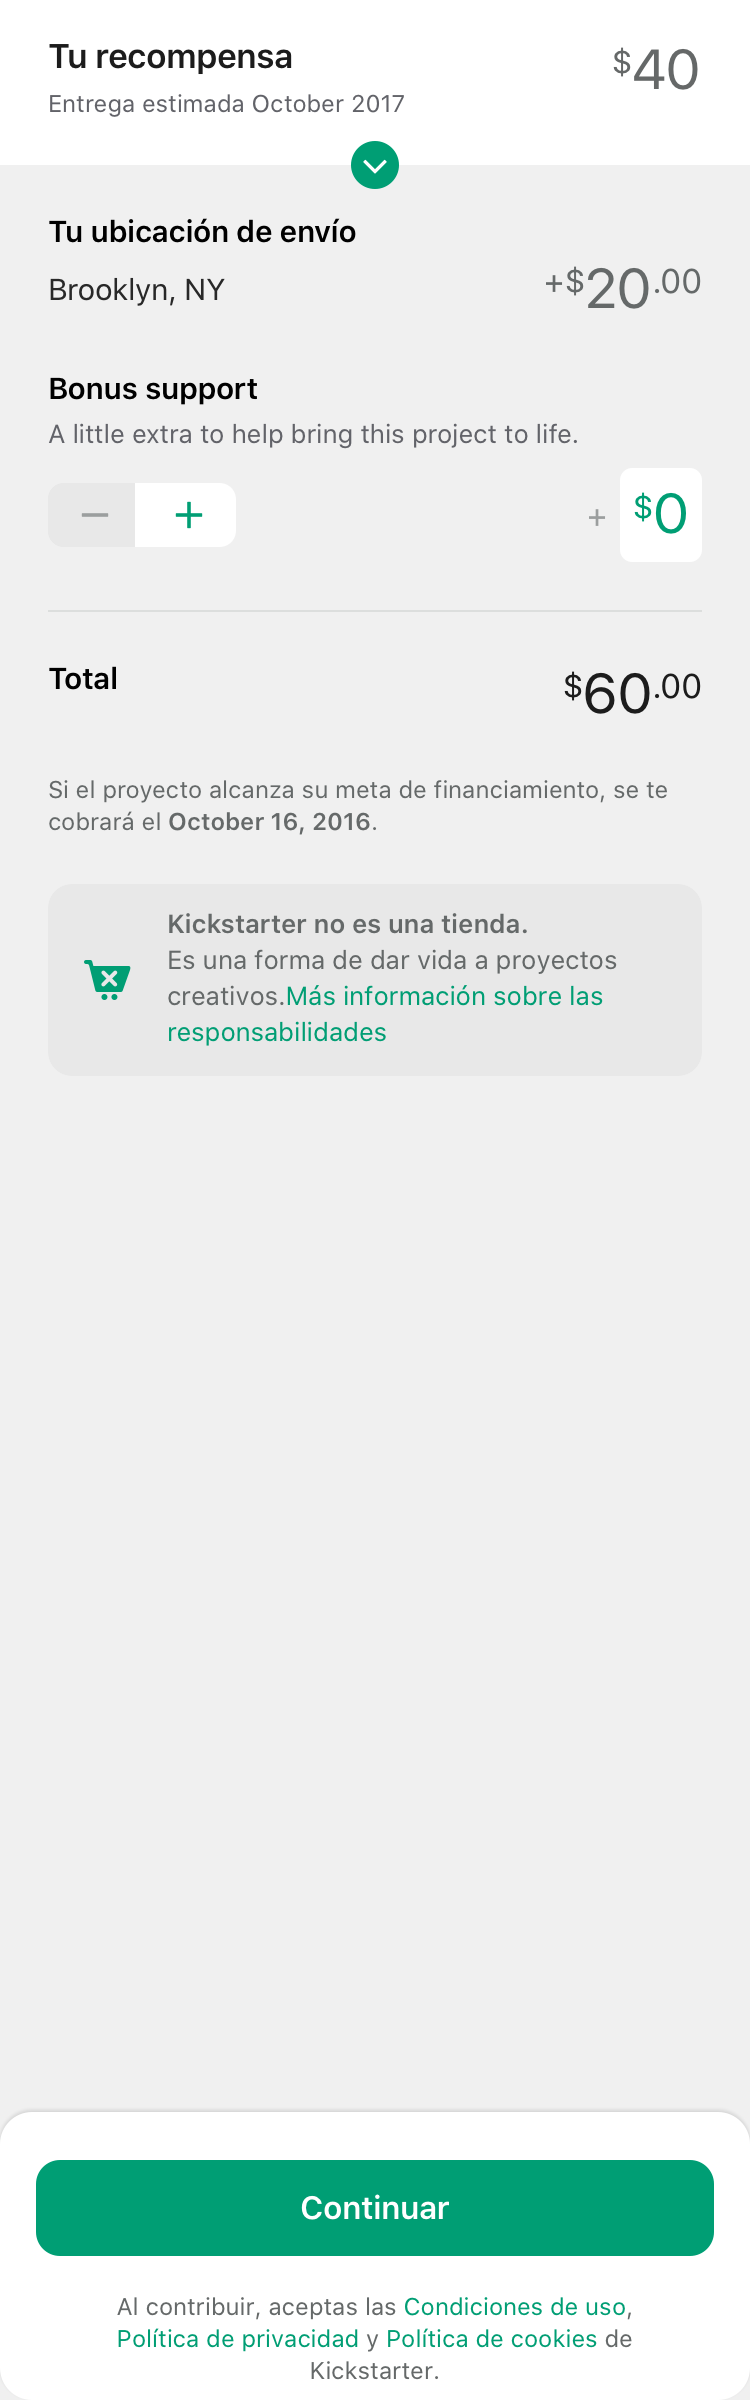 Tu recompensa
$40
Entrega estimada October 2017
Tu ubicación de envío
Brooklyn, NY
+$20.00
Bonus support
A little extra to help bring this project to life.
− +
+ $0
Total
$60.00
Si el proyecto alcanza su meta de financiamiento, se te
cobrará el October 16, 2016.
Kickstarter no es una tienda.
Es una forma de dar vida a proyectos
creativos.Más información sobre las
responsabilidades
Continuar
Al contribuir, aceptas las Condiciones de uso,
Política de privacidad y Política de cookies de
Kickstarter.